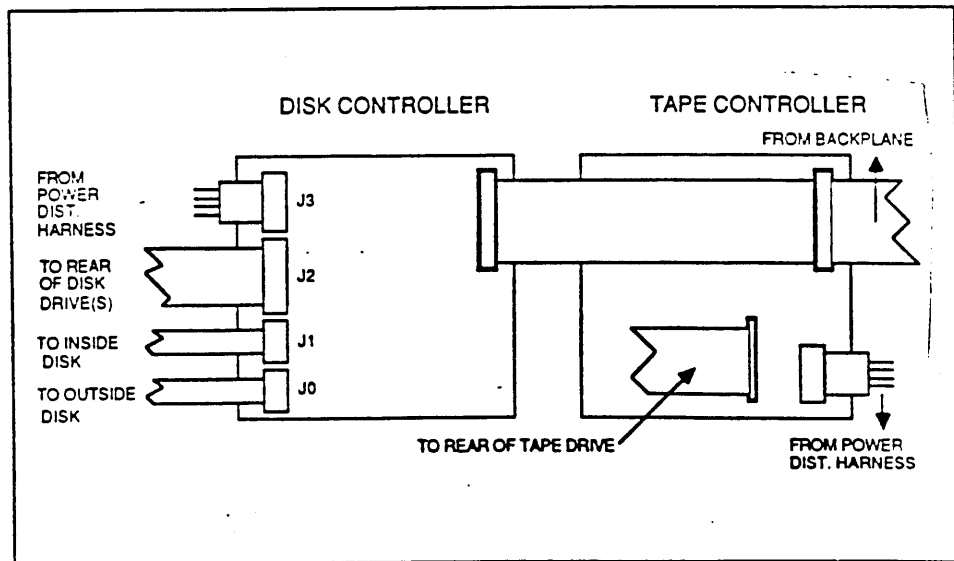 DISK CONTROLLER
TAPE CONTROLLER
FROM BACKPLANE
FROM
POWER
DIST.
HARNESS
J3
TO REAR
OF DISK
DRIVE(S)
J2
TO INSIDE
DISK
J1
TO OUTSIDE
DISK
J0
TO REAR OF TAPE DRIVE
FROM POWER
DIST. HARNESS